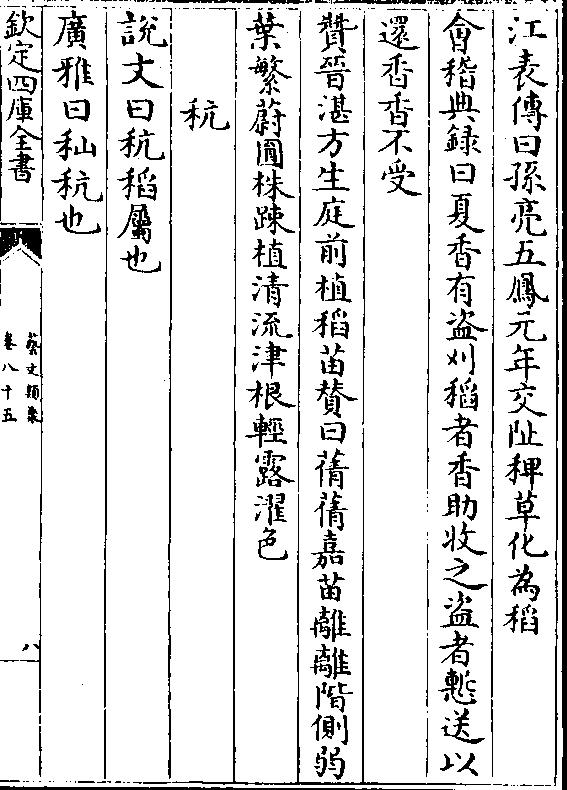 江表傳曰孫亮五鳳元年交阯稗草化為稻
會稽典録曰夏香有盗刈稻者香助收之盗者慙送以
還香香不受
贊晉湛方生庭前植稻苗賛曰蒨蒨嘉苗離離階側弱
葉繁蔚圓株踈植清流津根輕露濯色
秔
說文曰秔稻屬也
廣雅曰秈秔也
欽定四庫全書
藝文類聚
卷八十五
八